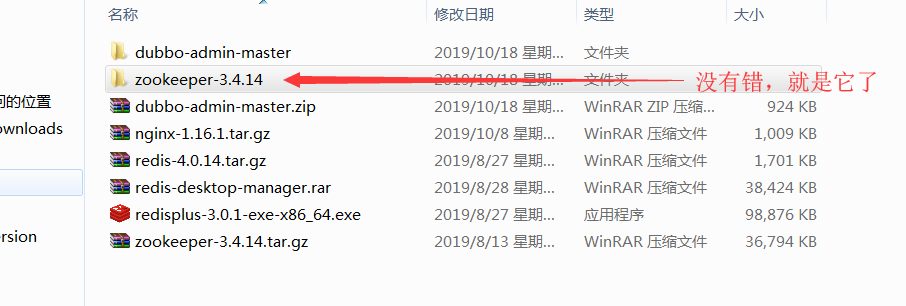 名称 修改日期 类型 大小
dubbo-admin-master 2019/10/18 星期... 文件夹
zookeeper-3.4.14 2019/10/18 星期... 文件夹 没有错，就是它了
问的位置 dubbo-admin-master.zip 2019/10/18 星期... WinRAR ZIP 压缩... 924 KB
ownloads nginx-1.16.1.tar.gz 2019/10/8 星期... WinRAR 压缩文件 1,009 KB
redis-4.0.14.tar.gz 2019/8/27 星期... WinRAR 压缩文件 1,701 KB
redis-desktop-manager.rar 2019/8/28 星期... WinRAR 压缩文件 38,424 KB
redisplus-3.0.1-exe-x86_64.exe 2019/8/27 星期... 应用程序 98,876 KB
ersion zookeeper-3.4.14.tar.gz 2019/8/13 星期... WinRAR 压缩文件 36,794 KB